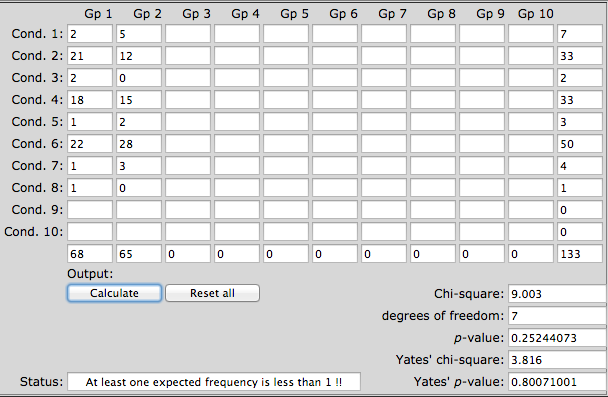 Gp 1 Gp 2 Gp 3 Gp 4 Gp 5 Gp 6 Gp 7 Gp 8 Gp 9 Gp 10
Cond. 1: 2 5 7
Cond. 2: 21 12 33
Cond. 3: 2 0 2
Cond. 4: 18 15 33
Cond. 5: 1 2 3
Cond. 6: 22 28 50
Cond. 7: 1 3 4
Cond. 8: 1 0 1
Cond. 9: 0
Cond. 10: 0
68 65 0 0 0 0 0 0 0 0 133
Output:
Calculate Reset all Chi-square: 9.003
degrees of freedom: 7
p-value: 0.25244073
Yates' chi-square: 3.816
Status: At least one expected frequency is less than 1 !! Yates' p-value: 0.80071001